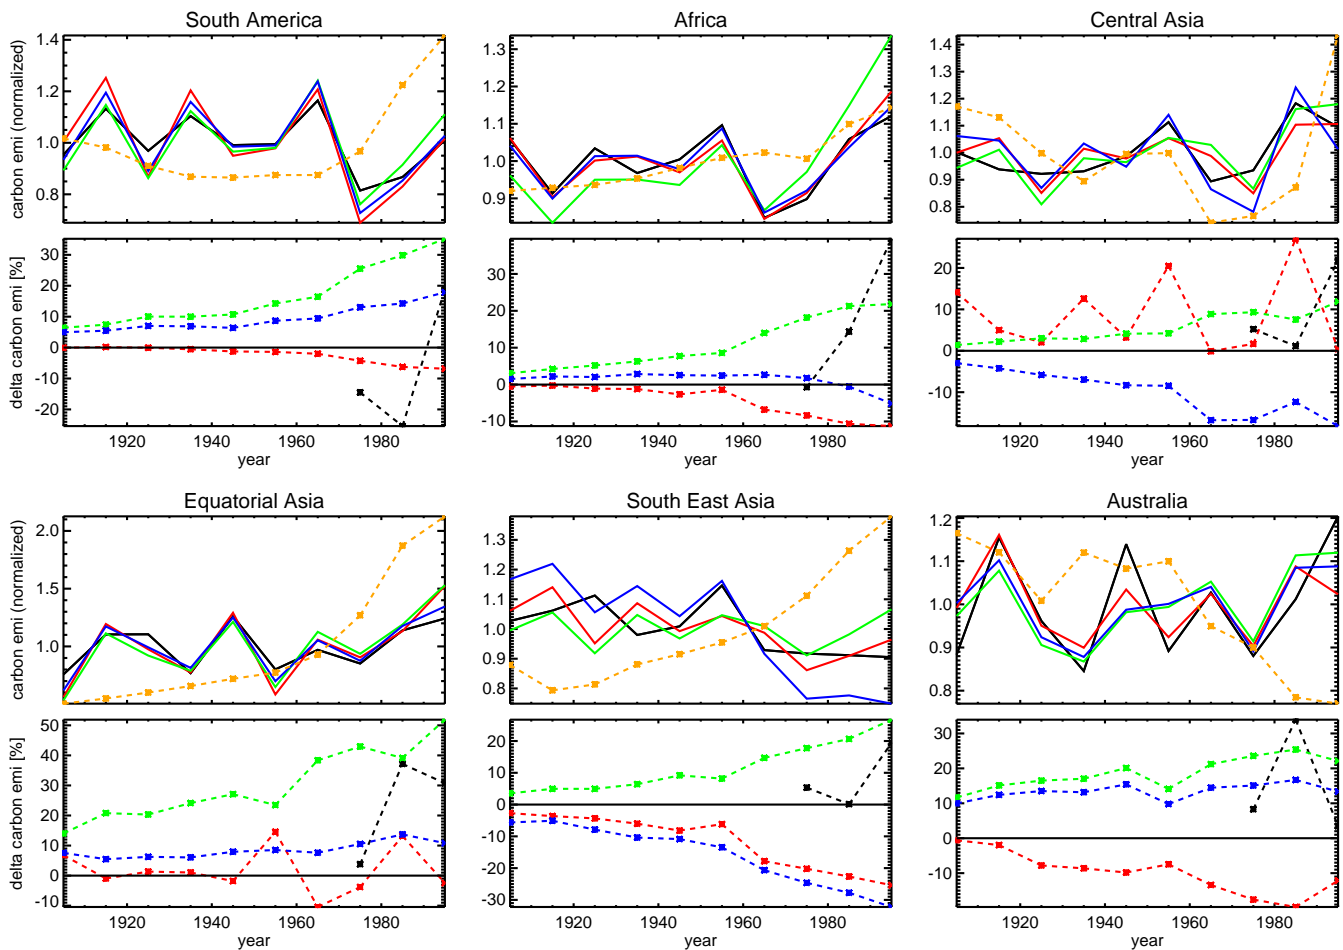 South America
Africa
Central Asia
carbon emi (normalized)
1.4
1.2
1.0
0.8
1.3
1.2
1.1
1.0
0.9
1.4
1.3
1.2
1.1
1.0
0.9
0.8
delta carbon emi [%]
30
20
10
0
-10
-20
40
30
20
10
0
-10
20
10
0
-10
1920 1940 1960 1980
1920 1940 1960 1980
1920 1940 1960 1980
year
year
year
Equatorial Asia
South East Asia
Australia
carbon emi (normalized)
2.0
1.5
1.0
1.3
1.2
1.1
1.0
0.9
0.8
1.2
1.1
1.0
0.9
0.8
delta carbon emi [%]
50
40
30
20
10
0
-10
20
10
0
-10
-20
-30
30
20
10
0
-10
1920 1940 1960 1980
1920 1940 1960 1980
1920 1940 1960 1980
year
year
year